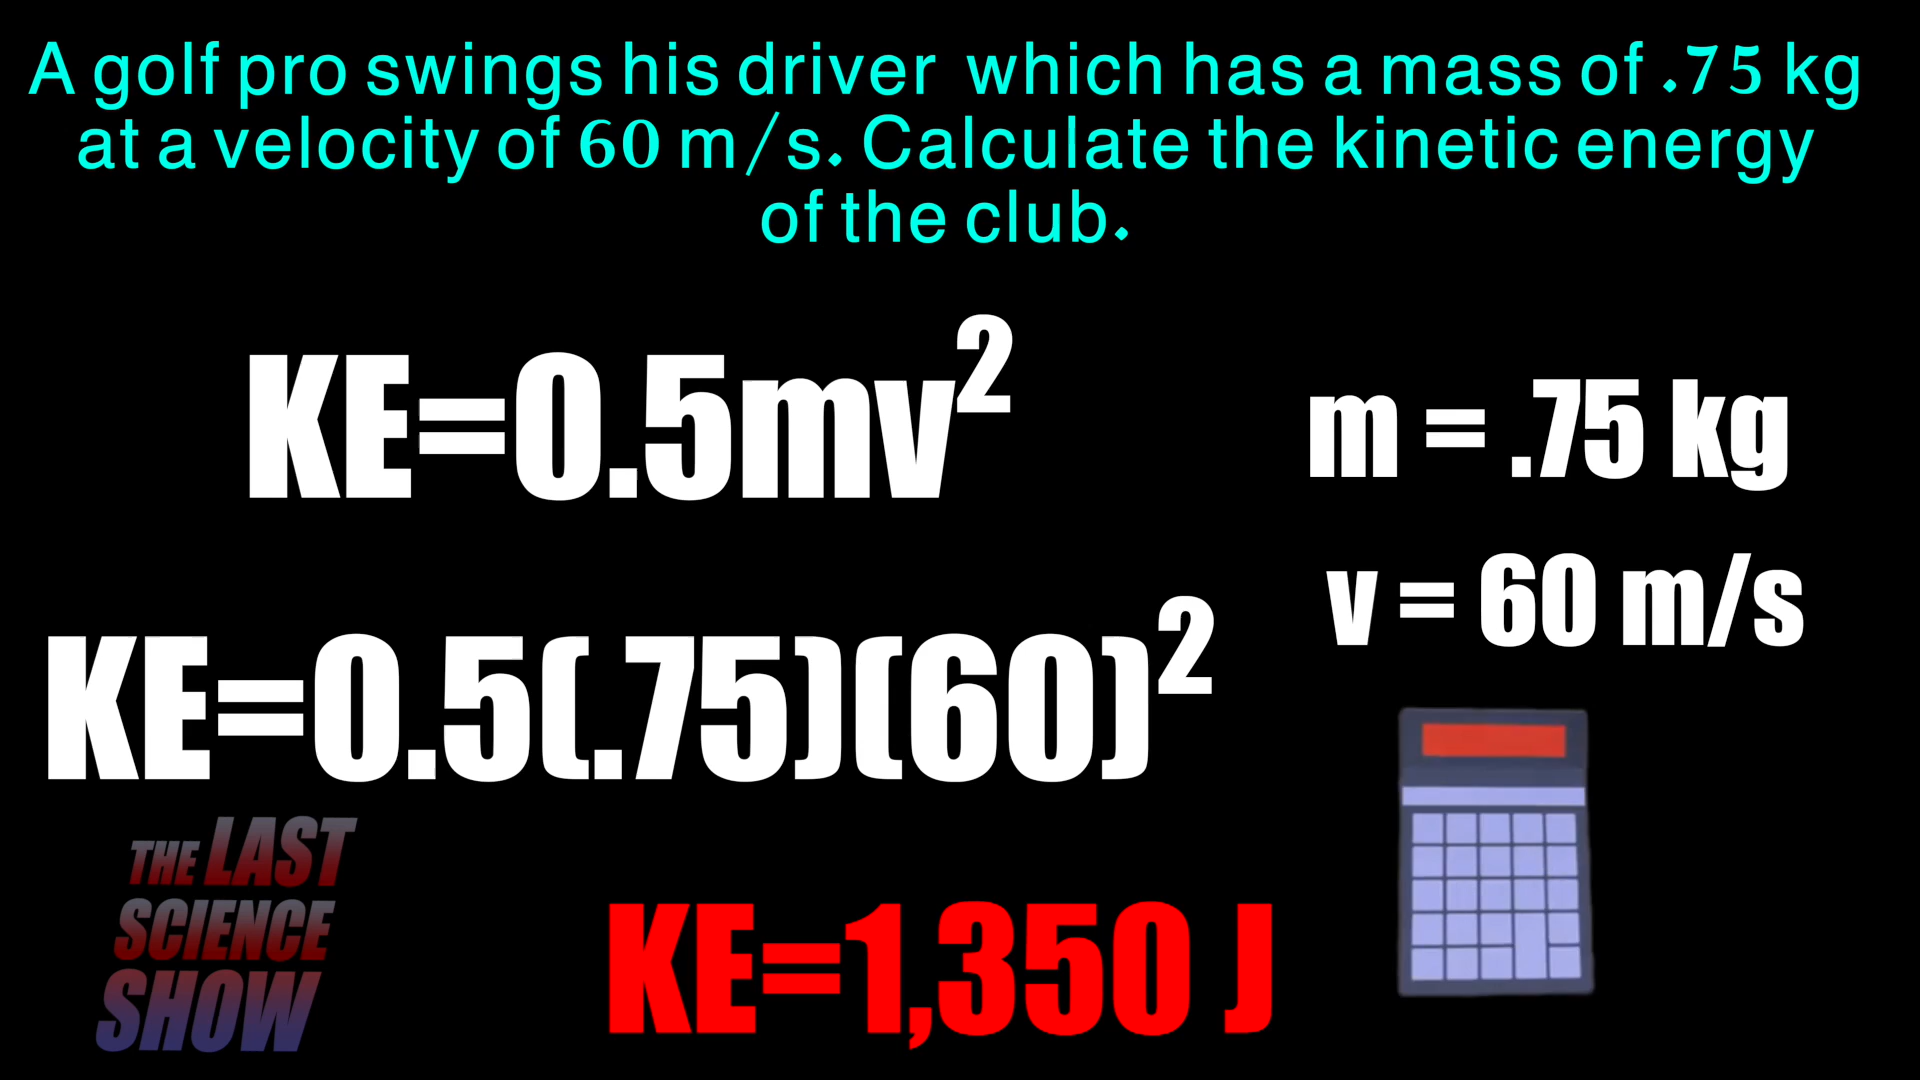 A golf pro swings his driver which has a mass of .75 kg
at a velocity of 60 m/s. Calculate the kinetic energy
of the club.
KE=0.5mv²
m = .75 kg
v = 60 m/s
KE=0.5(.75)(60)²
THE LAST
SCIENCE
SHOW
KE=1,350 J